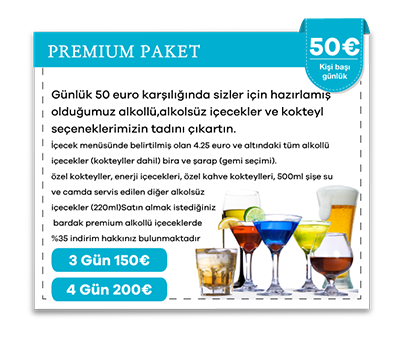 PREMIUM PAKET
50€
Kişi başı
günlük
Günlük 50 euro karşılığında sizler için hazırlamış
olduğumuz alkollü,alkolsüz içecekler ve kokteyl
seçeneklerimizin tadını çıkartın.
İçecek menüsünde belirtilmiş olan 4.25 euro ve altındaki tüm alkollü
içecekler (kokteyller dahil) bira ve şarap (gemi seçimi).
özel kokteyller, enerji içecekleri, özel kahve kokteylleri, 500ml şişe su
ve camda servis edilen diğer alkolsüz
içecekler (220ml)Satın almak istediğiniz
bardak premium alkollü içeceklerde
%35 indirim hakkınız bulunmaktadır
3 Gün 150€
4 Gün 200€